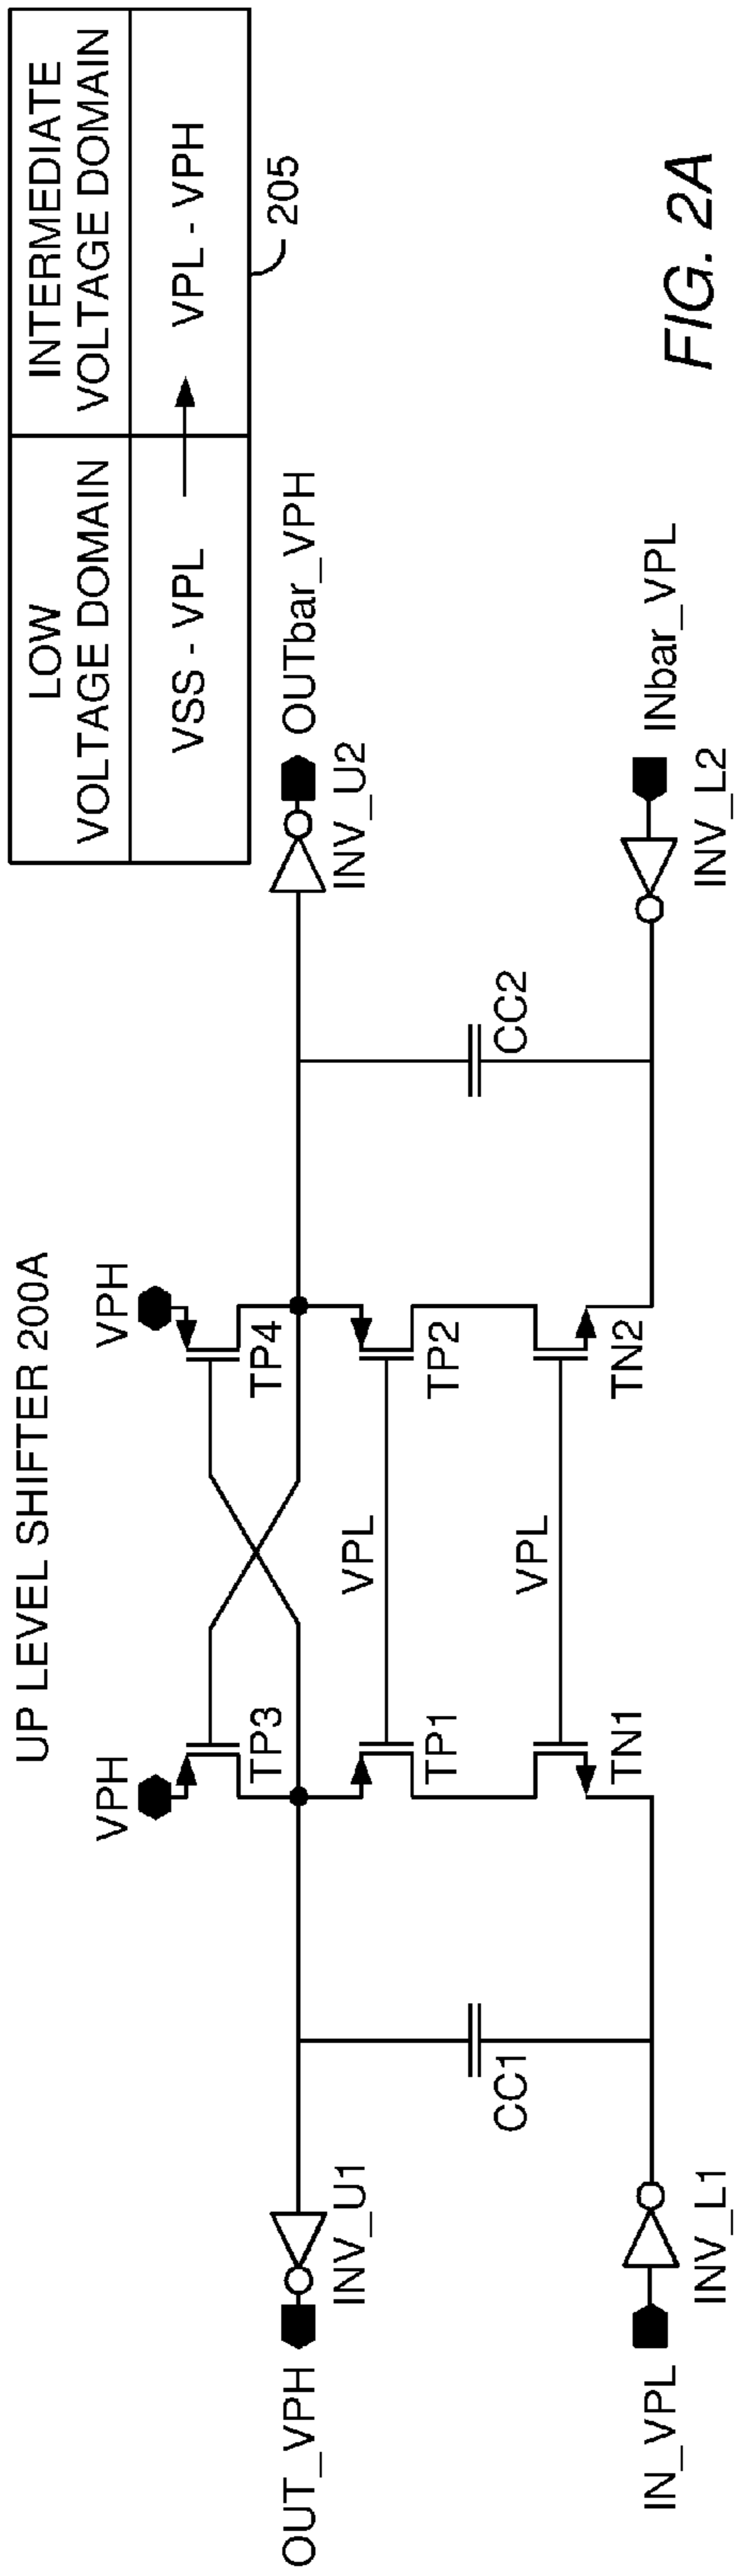 UP LEVEL SHIFTER 200A
LOW
VOLTAGE DOMAIN
INTERMEDIATE
VOLTAGE DOMAIN
VSS - VPL
VPL - VPH
205
VPH
VPH
TP3
TP4
OUT_VPH
INV_U1
OUTbar_VPH
INV_U2
VPL
TP1
TP2
CC1
CC2
VPL
TN1
TN2
IN_VPL
INV_L1
INbar_VPL
INV_L2
FIG. 2A